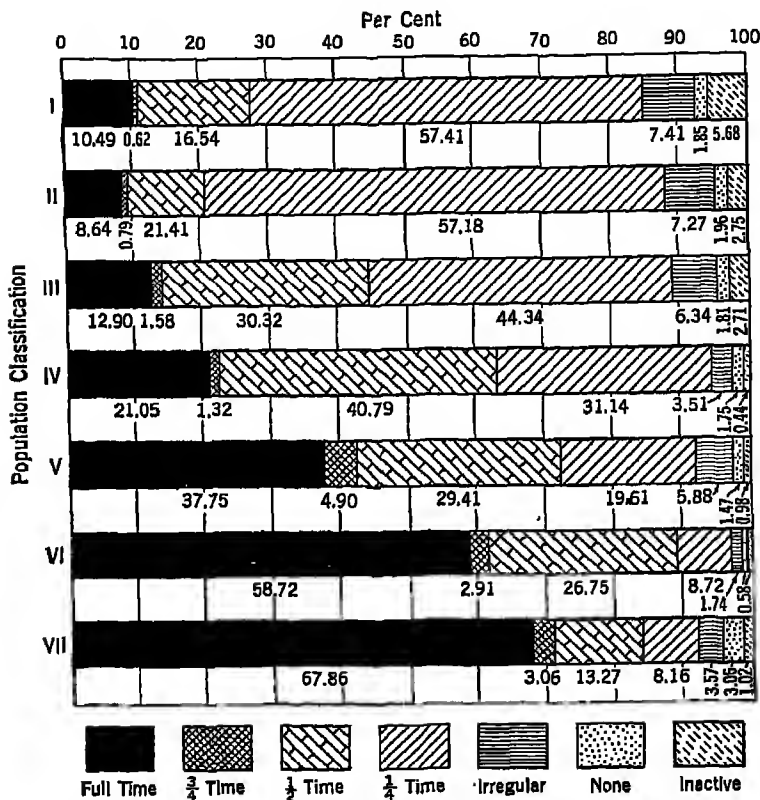 Per Cent
0 10 20 30 40 50 60 70 80 90 100
Population Classification
I
10.49 0.62 16.54 57.41 7.41 1.85 5.68
II
8.64 0.79 21.41 57.18 7.27 1.96 2.75
III
12.90 1.58 30.32 44.34 6.34 1.81 2.71
IV
21.05 1.32 40.79 31.14 3.51 1.75 0.44
V
37.75 4.90 29.41 19.61 5.88 1.47 0.98
VI
58.72 2.91 26.75 8.72 1.74 0.58
VII
67.86 3.06 13.27 8.16 3.57 3.06 1.02
Full Time 3/4 Time 1/2 Time 1/4 Time Irregular None Inactive